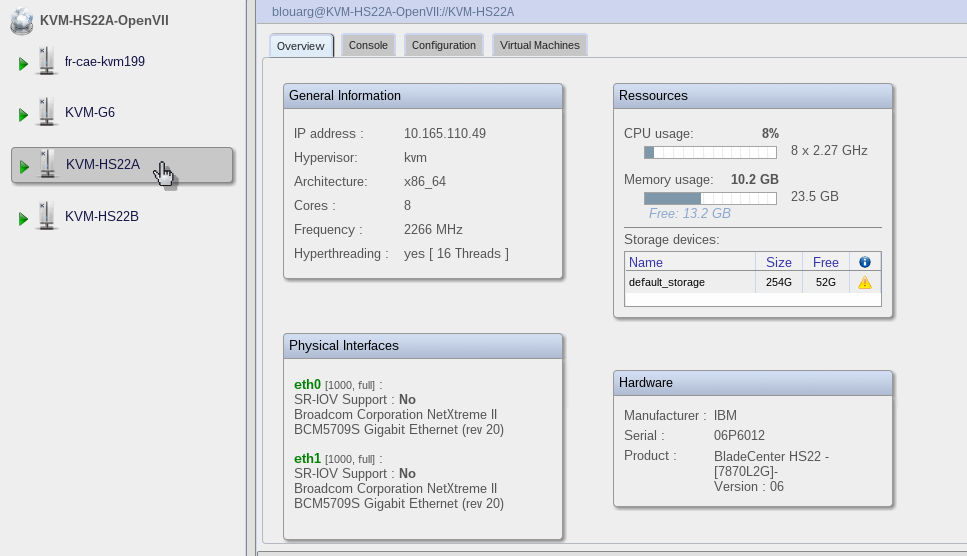 KVM-HS22A-OpenVII
fr-cae-kvm199
KVM-G6
KVM-HS22A
KVM-HS22B
blouarg@KVM-HS22A-OpenVII://KVM-HS22A
Overview Console Configuration Virtual Machines
General Information
IP address : 10.165.110.49
Hypervisor: kvm
Architecture: x86_64
Cores : 8
Frequency : 2266 MHz
Hyperthreading : yes [ 16 Threads ]
Physical Interfaces
eth0 [1000, full] :
SR-IOV Support : No
Broadcom Corporation NetXtreme II
BCM5709S Gigabit Ethernet (rev 20)
eth1 [1000, full] :
SR-IOV Support : No
Broadcom Corporation NetXtreme II
BCM5709S Gigabit Ethernet (rev 20)
Ressources
CPU usage: 8%
8 x 2.27 GHz
Memory usage: 10.2 GB
23.5 GB
Free: 13.2 GB
Storage devices:
Name Size Free
default_storage 254G 52G
Hardware
Manufacturer : IBM
Serial : 06P6012
Product : BladeCenter HS22 -
[7870L2G]-
Version : 06